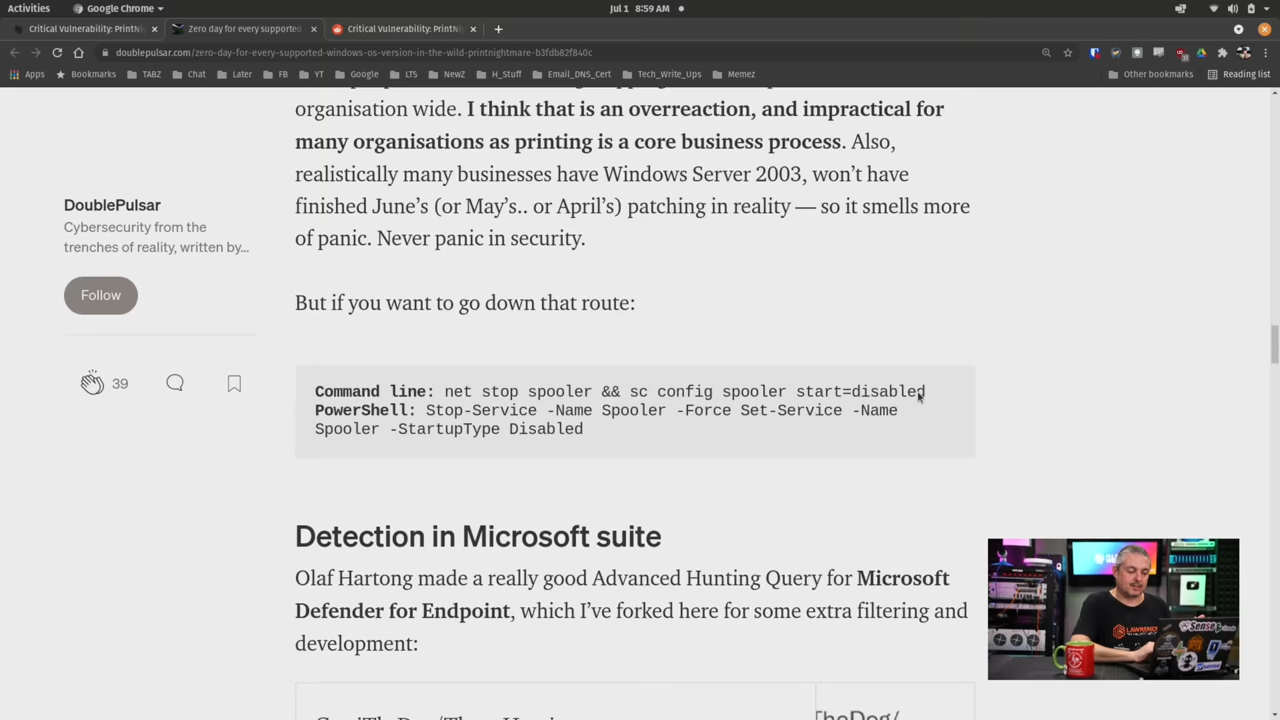 Activities
Google Chrome
Jul 1 8:59 AM
Critical Vulnerability: PrintNi
Zero day for every supported
Critical Vulnerability: PrintNi
doublepulsar.com/zero-day-for-every-supported-windows-os-version-in-the-wild-printnightmare-b3fdb82f840c
Apps
Bookmarks
TABZ
Chat
Later
FB
YT
Google
LTS
NewZ
H_Stuff
Email_DNS_Cert
Tech_Write_Ups
Memez
Other bookmarks
Reading list
organisation wide. I think that is an overreaction, and impractical for
many organisations as printing is a core business process. Also,
realistically many businesses have Windows Server 2003, won’t have
finished June’s (or May’s.. or April’s) patching in reality — so it smells more
of panic. Never panic in security.
DoublePulsar
Cybersecurity from the
trenches of reality, written by…
Follow
39
But if you want to go down that route:
Command line: net stop spooler && sc config spooler start=disabled
PowerShell: Stop-Service -Name Spooler -Force Set-Service -Name
Spooler -StartupType Disabled
Detection in Microsoft suite
Olaf Hartong made a really good Advanced Hunting Query for Microsoft
Defender for Endpoint, which I’ve forked here for some extra filtering and
development:
LAWRENCE